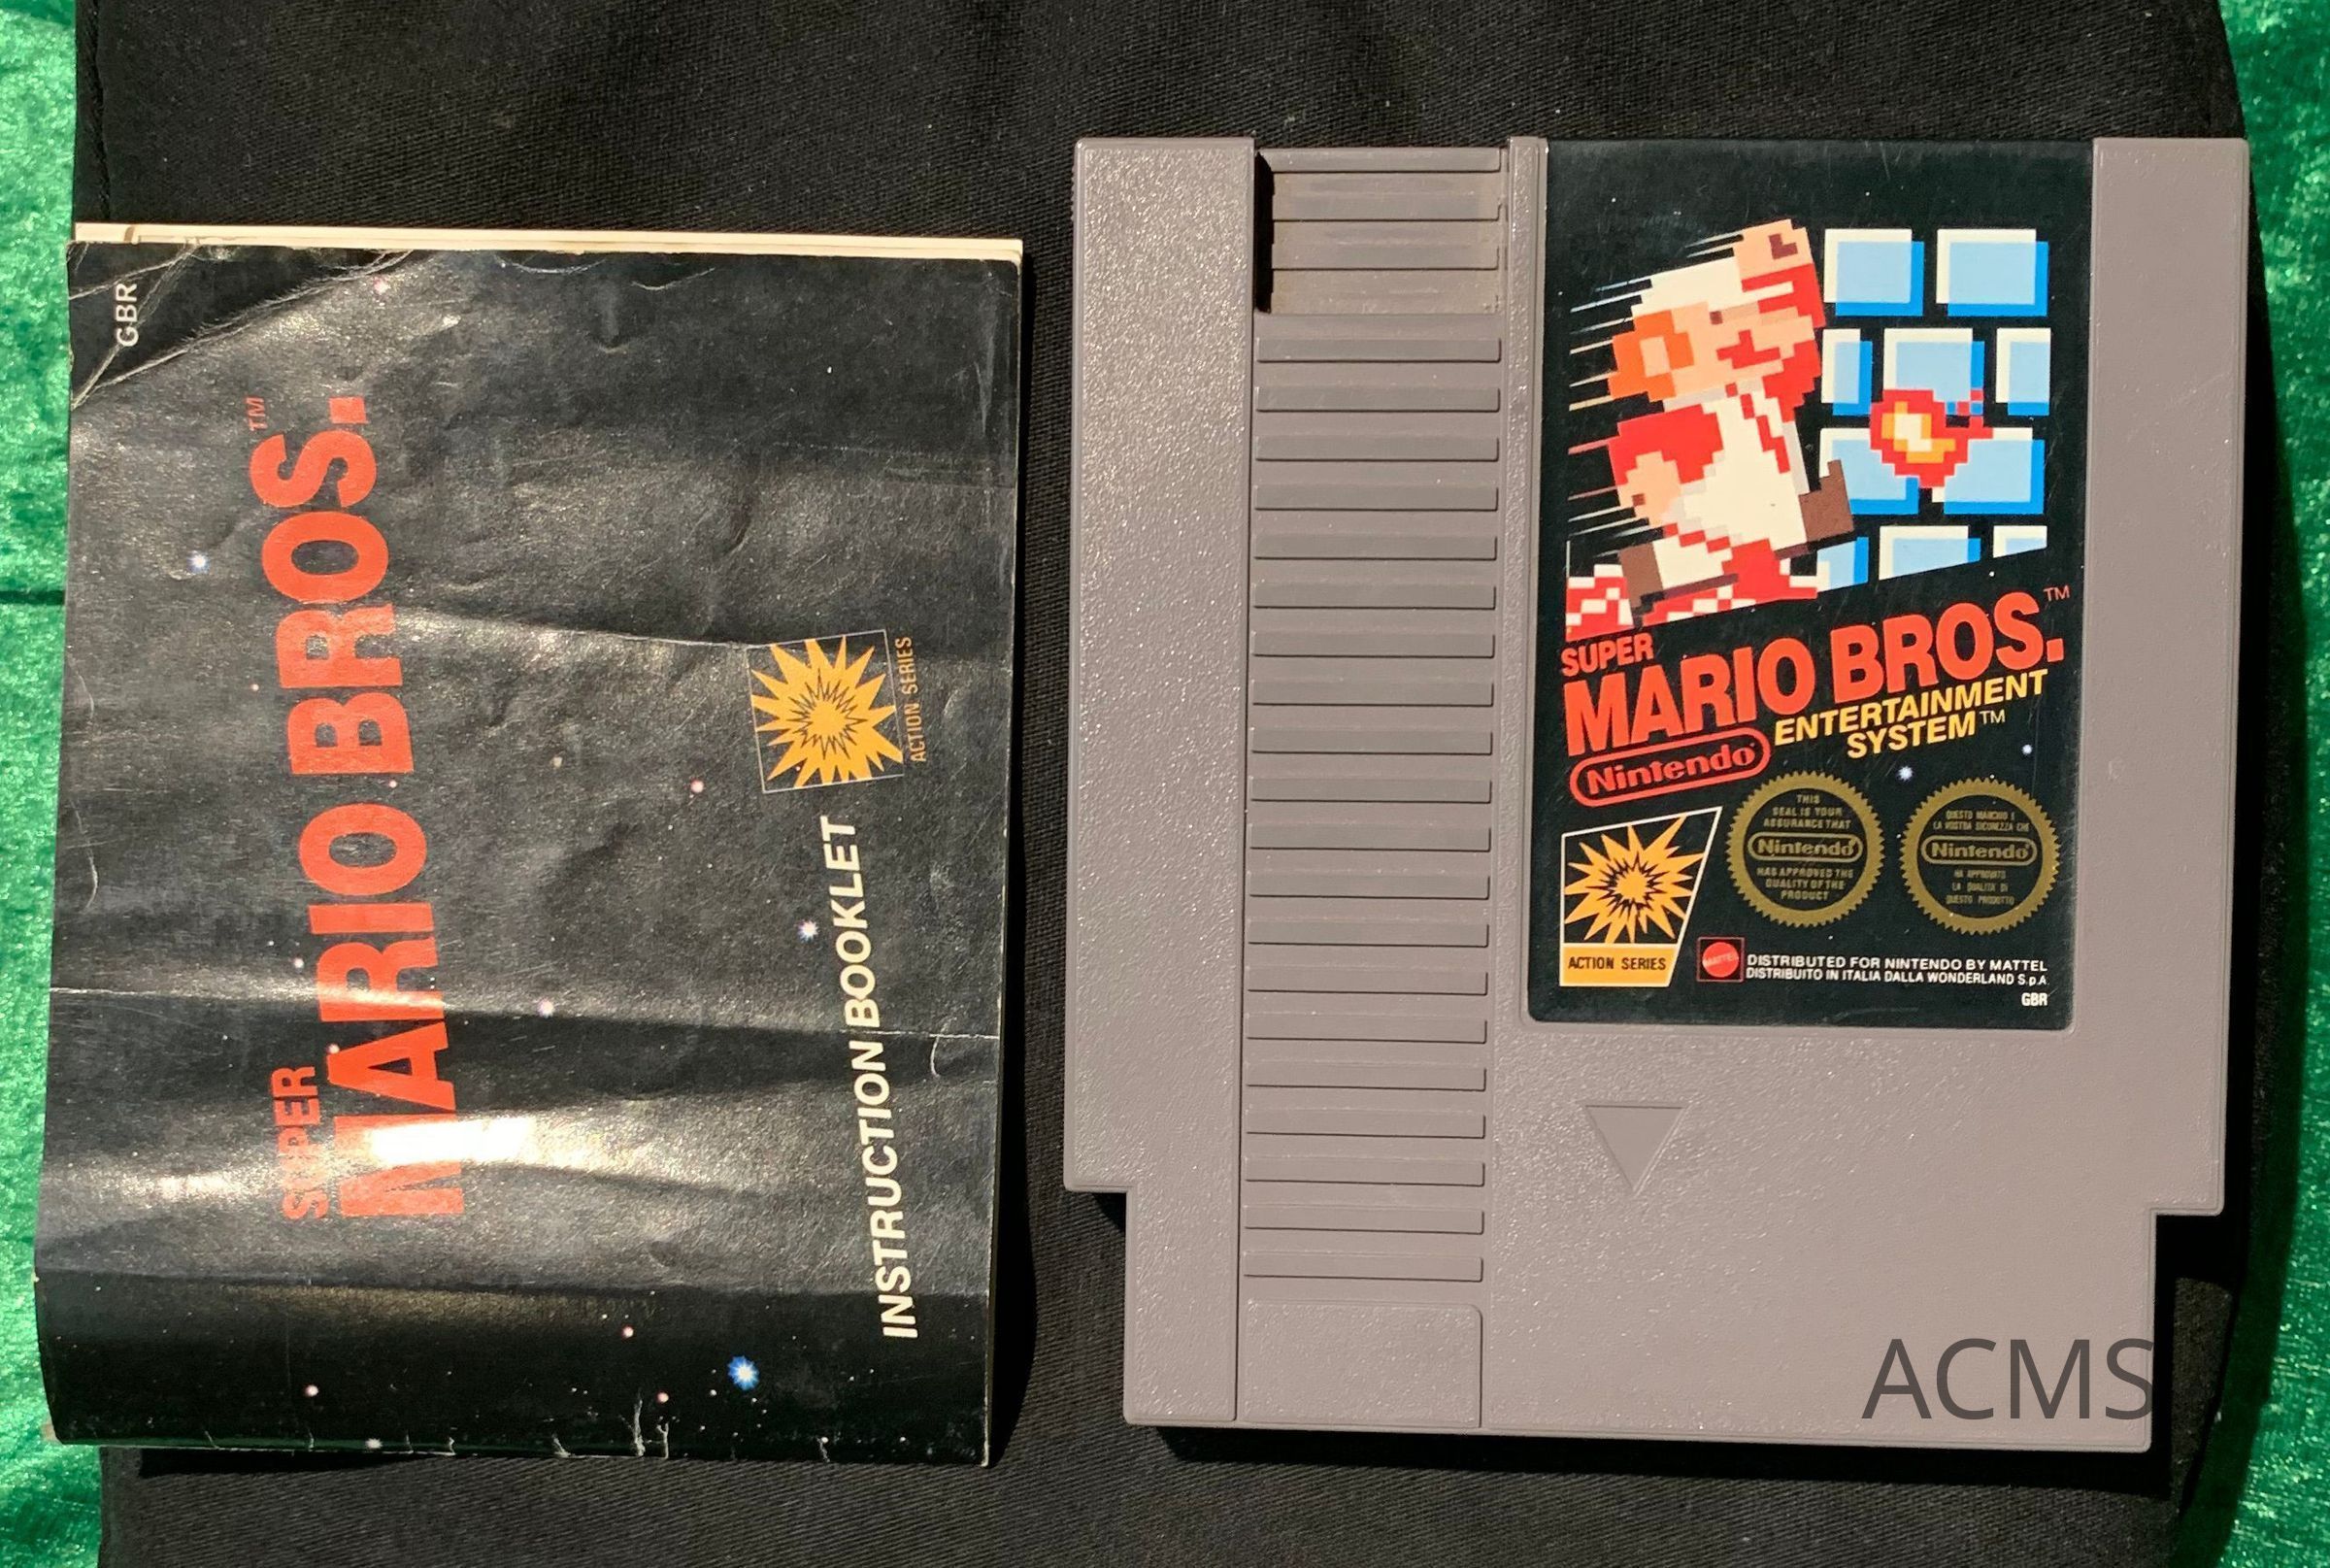 GBR
SUPER
MARIO BROS.™
ACTION SERIES
INSTRUCTION BOOKLET
SUPER
MARIO BROS.™
Nintendo®
ENTERTAINMENT
SYSTEM™
THIS
SEAL IS YOUR
ASSURANCE THAT
Nintendo®
HAS APPROVED THE
QUALITY OF THE
PRODUCT
QUESTO MARCHIO È
LA VOSTRA SICUREZZA CHE
Nintendo®
HA APPROVATO
LA QUALITA' DI
QUESTO PRODOTTO
ACTION SERIES
MATTEL
DISTRIBUTED FOR NINTENDO BY MATTEL
DISTRIBUITO IN ITALIA DALLA WONDERLAND S.p.A.
GBR
ACMS